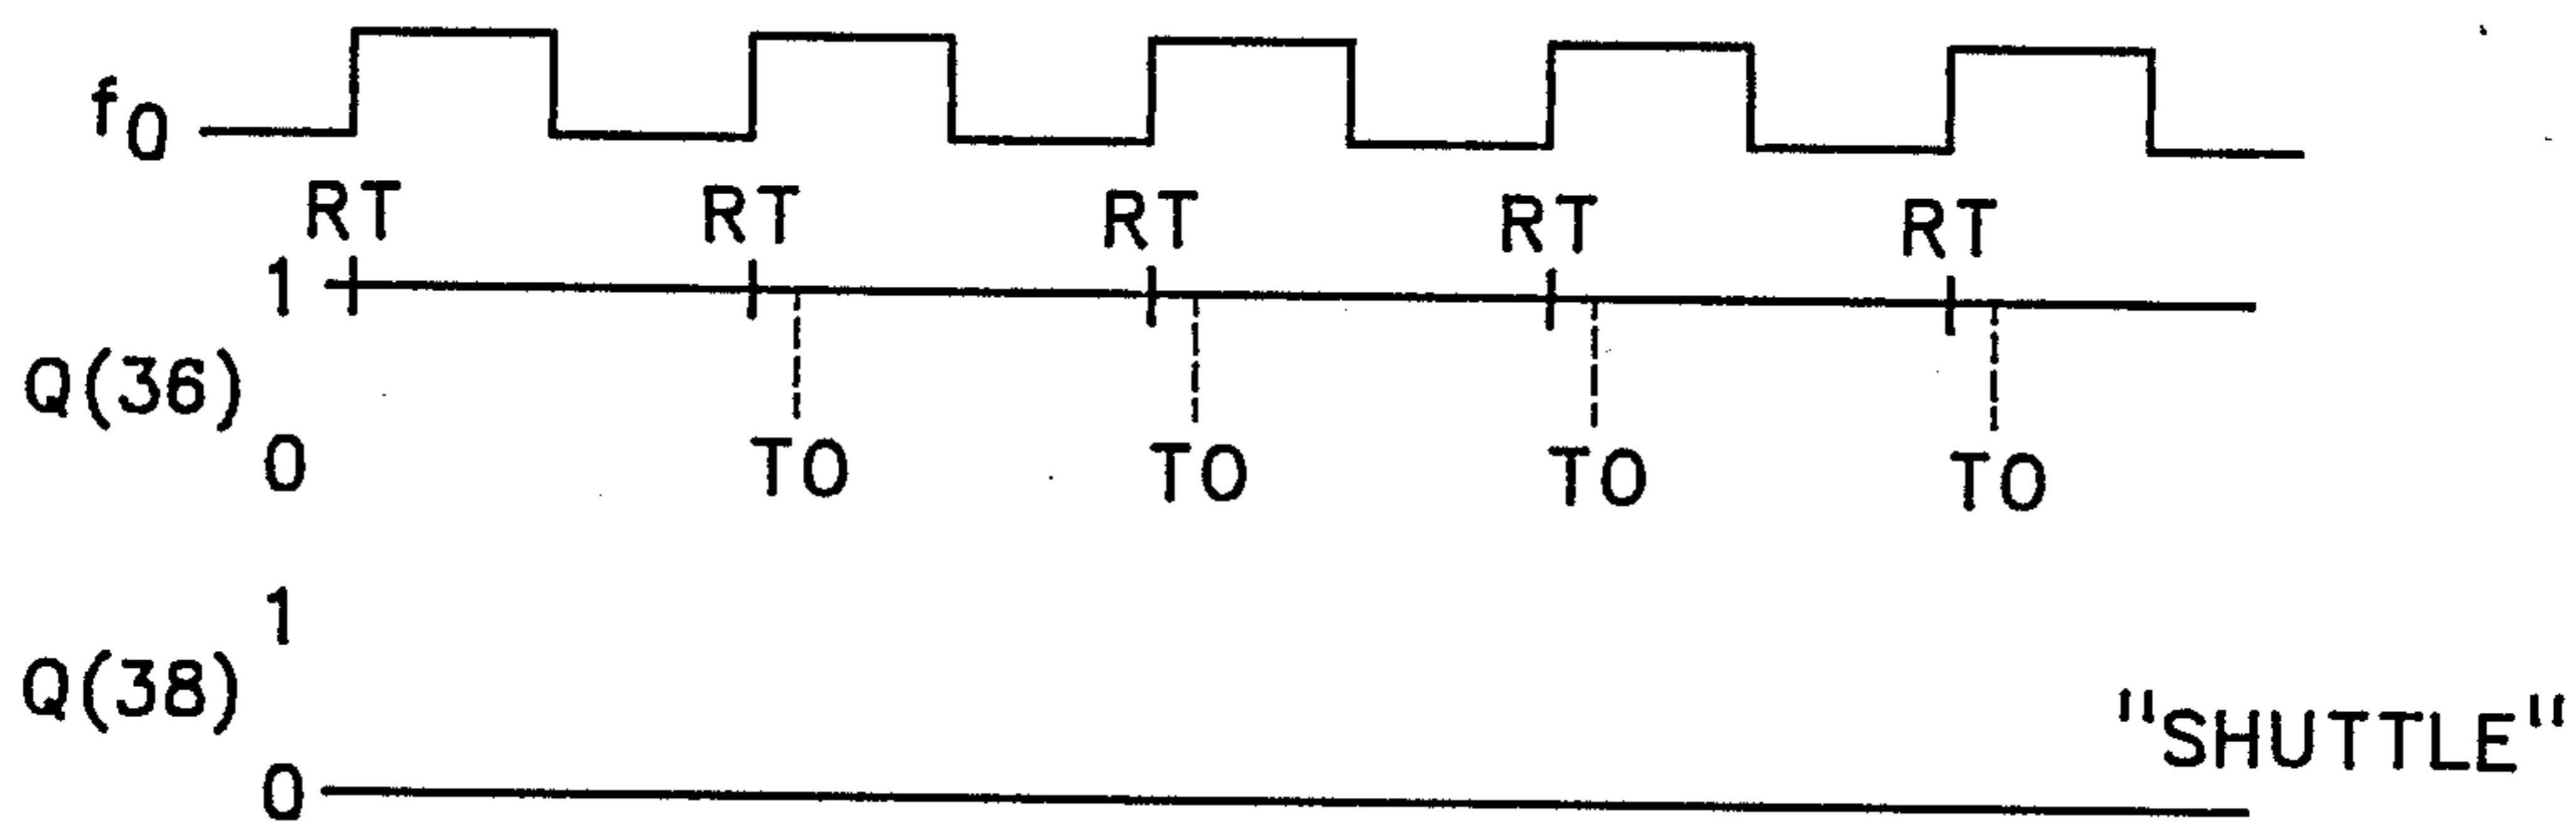 f0
RT RT RT RT RT
1
Q(36)
0
TO TO TO TO
1
Q(38)
"SHUTTLE"
0